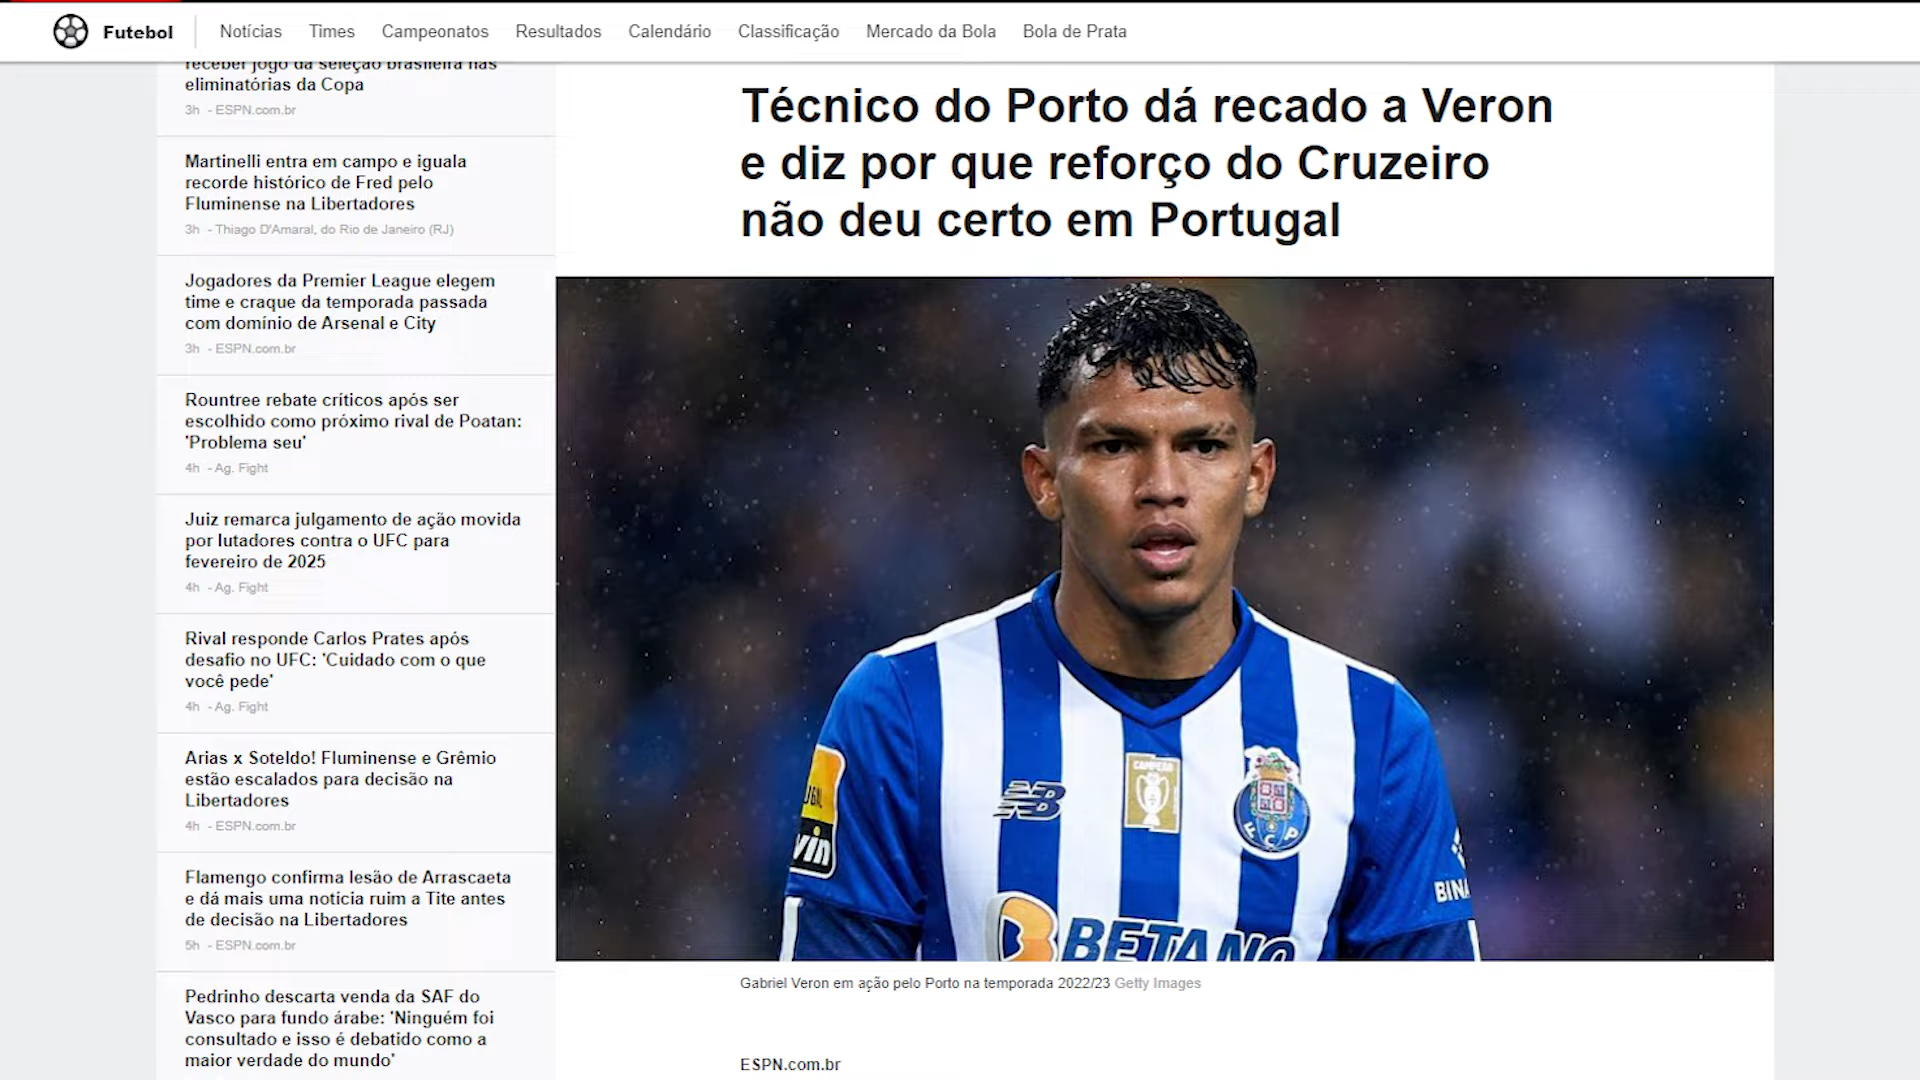 Futebol
Notícias
Times
Campeonatos
Resultados
Calendário
Classificação
Mercado da Bola
Bola de Prata
receber jogo da seleção brasileira nas
eliminatórias da Copa
3h - ESPN.com.br
Martinelli entra em campo e iguala
recorde histórico de Fred pelo
Fluminense na Libertadores
3h - Thiago D'Amaral, do Rio de Janeiro (RJ)
Jogadores da Premier League elegem
time e craque da temporada passada
com domínio de Arsenal e City
3h - ESPN.com.br
Rountree rebate críticos após ser
escolhido como próximo rival de Poatan:
'Problema seu'
4h - Ag. Fight
Juiz remarca julgamento de ação movida
por lutadores contra o UFC para
fevereiro de 2025
4h - Ag. Fight
Rival responde Carlos Prates após
desafio no UFC: 'Cuidado com o que
você pede'
4h - Ag. Fight
Arias x Soteldo! Fluminense e Grêmio
estão escalados para decisão na
Libertadores
4h - ESPN.com.br
Flamengo confirma lesão de Arrascaeta
e dá mais uma notícia ruim a Tite antes
de decisão na Libertadores
5h - ESPN.com.br
Pedrinho descarta venda da SAF do
Vasco para fundo árabe: 'Ninguém foi
consultado e isso é debatido como a
maior verdade do mundo'
Técnico do Porto dá recado a Veron
e diz por que reforço do Cruzeiro
não deu certo em Portugal
CAMPEÃO
NB
FCP
BINA
BETANO
Gabriel Veron em ação pelo Porto na temporada 2022/23 Getty Images
ESPN.com.br